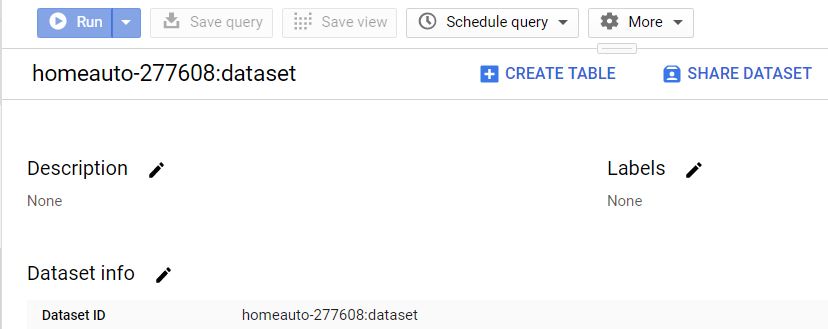 Run Save query Save view Schedule query More
homeauto-277608:dataset CREATE TABLE SHARE DATASET
Description Labels
None None
Dataset info
Dataset ID homeauto-277608:dataset